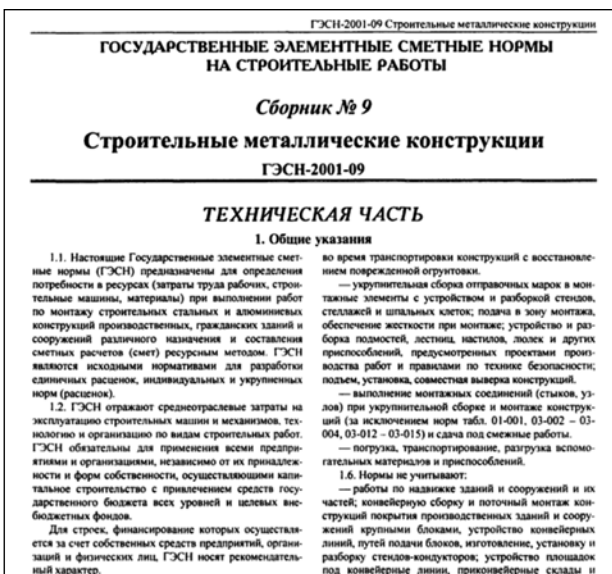 ГЭСН-2001-09 Строительные металлические конструкции
ГОСУДАРСТВЕННЫЕ ЭЛЕМЕНТНЫЕ СМЕТНЫЕ НОРМЫ
НА СТРОИТЕЛЬНЫЕ РАБОТЫ
Сборник № 9
Строительные металлические конструкции
ГЭСН-2001-09
ТЕХНИЧЕСКАЯ ЧАСТЬ
1. Общие указания
1.1. Настоящие Государственные элементные смет-
ные нормы (ГЭСН) предназначены для определения
потребности в ресурсах (затраты труда рабочих, строи-
тельные машины, материалы) при выполнении работ
по монтажу строительных стальных и алюминиевых
конструкций производственных, гражданских зданий и
сооружений различного назначения и составления
сметных расчетов (смет) ресурсным методом. ГЭСН
являются исходными нормативами для разработки
единичных расценок, индивидуальных и укрупненных
норм (расценок).
1.2. ГЭСН отражают среднеотраслевые затраты на
эксплуатацию строительных машин и механизмов, тех-
нологию и организацию по видам строительных работ.
ГЭСН обязательны для применения всеми предпри-
ятиями и организациями, независимо от их принадлеж-
ности и форм собственности, осуществляющими капи-
тальное строительство с привлечением средств госу-
дарственного бюджета всех уровней и целевых вне-
бюджетных фондов.
Для строек, финансирование которых осуществля-
ется за счет собственных средств предприятий, органи-
заций и физических лиц, ГЭСН носят рекомендатель-
ный характер.
во время транспортировки конструкций с восстановле-
нием поврежденной огрунтовки.
— укрупнительная сборка отправочных марок в мон-
тажные элементы с устройством и разборкой стендов,
стеллажей и шпальных клеток; подача в зону монтажа,
обеспечение жесткости при монтаже; устройство и раз-
борка подмостей, лестниц, настилов, люлек и других
приспособлений, предусмотренных проектами произ-
водства работ и правилами по технике безопасности;
подъем, установка, совместная выверка конструкций.
— выполнение монтажных соединений (стыков, уз-
лов) при укрупнительной сборке и монтаже конструк-
ций (за исключением норм табл. 01-001, 03-002 – 03-
004, 03-012 – 03-015) и сдача под смежные работы.
— погрузка, транспортирование, разгрузка вспомо-
гательных материалов и приспособлений.
1.6. Нормы не учитывают:
— работы по надвижке зданий и сооружений и их
частей; конвейерную сборку и поточный монтаж кон-
струкций покрытия производственных зданий и соору-
жений крупными блоками, устройство конвейерных
линий, путей подачи блоков, изготовление, установку и
разборку стендов-кондукторов; устройство площадок
под конвейерные линии, приконвейерные склады и